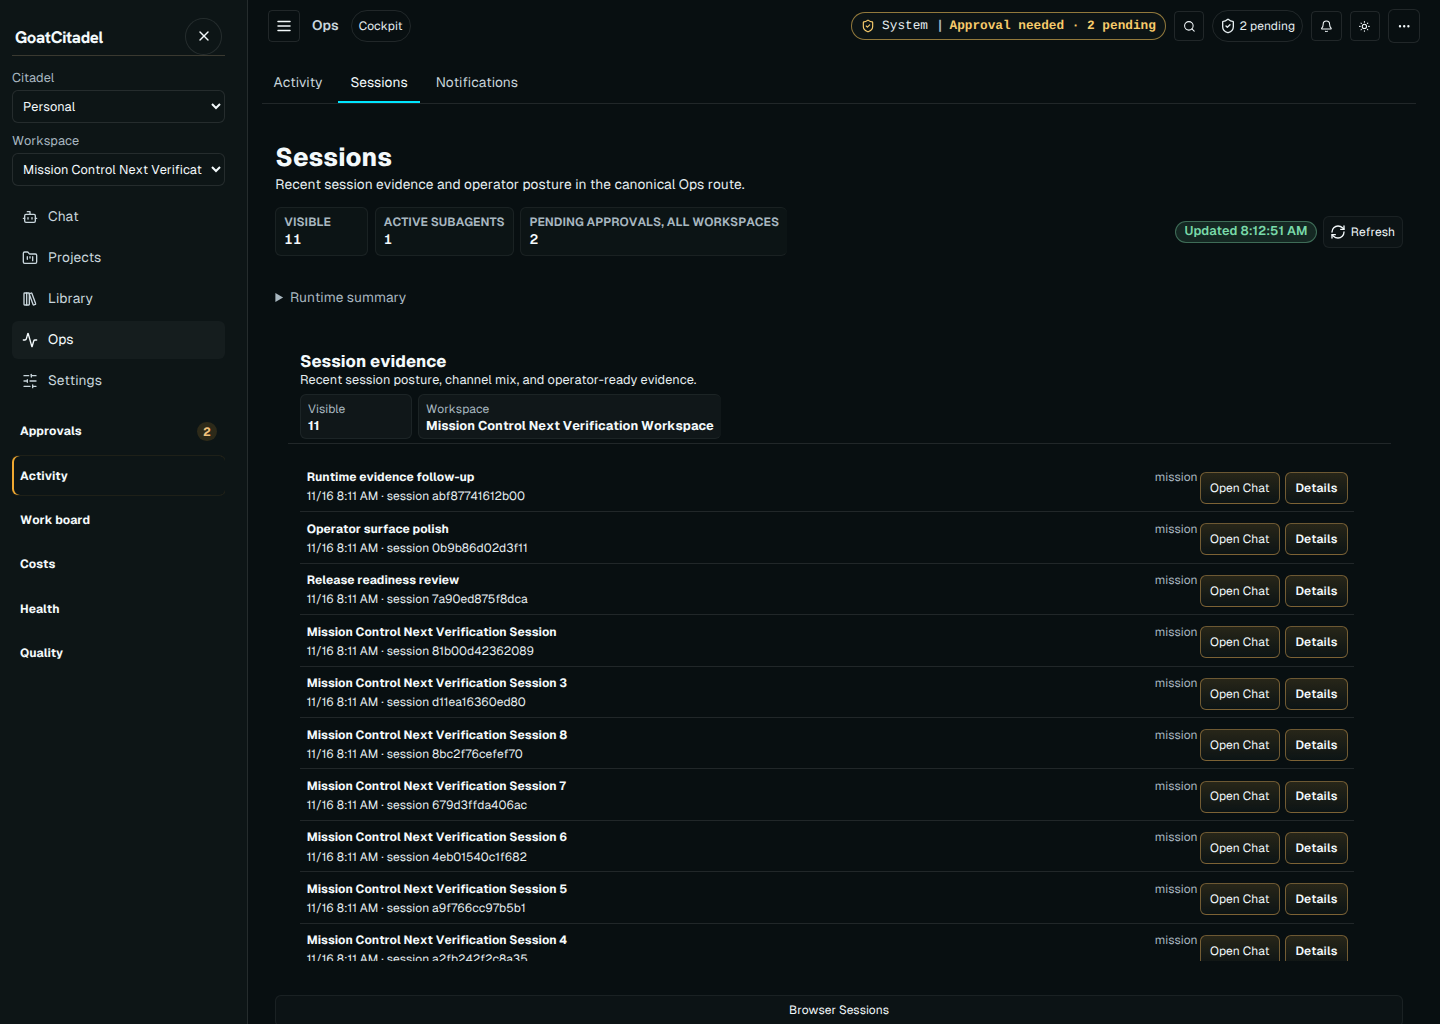 GoatCitadel
Citadel
Personal
Workspace
Mission Control Next Verificat
Chat
Projects
Library
Ops
Settings
Approvals 2
Activity
Work board
Costs
Health
Quality
Ops Cockpit
System | Approval needed · 2 pending
2 pending
Activity Sessions Notifications
Sessions
Recent session evidence and operator posture in the canonical Ops route.
VISIBLE
11
ACTIVE SUBAGENTS
1
PENDING APPROVALS, ALL WORKSPACES
2
Updated 8:12:51 AM
Refresh
Runtime summary
Session evidence
Recent session posture, channel mix, and operator-ready evidence.
Visible
11
Workspace
Mission Control Next Verification Workspace
Runtime evidence follow-up
11/16 8:11 AM · session abf87741612b00
mission Open Chat Details
Operator surface polish
11/16 8:11 AM · session 0b9b86d02d3f11
mission Open Chat Details
Release readiness review
11/16 8:11 AM · session 7a90ed875f8dca
mission Open Chat Details
Mission Control Next Verification Session
11/16 8:11 AM · session 81b00d42362089
mission Open Chat Details
Mission Control Next Verification Session 3
11/16 8:11 AM · session d11ea16360ed80
mission Open Chat Details
Mission Control Next Verification Session 8
11/16 8:11 AM · session 8bc2f76cefef70
mission Open Chat Details
Mission Control Next Verification Session 7
11/16 8:11 AM · session 679d3ffda406ac
mission Open Chat Details
Mission Control Next Verification Session 6
11/16 8:11 AM · session 4eb01540c1f682
mission Open Chat Details
Mission Control Next Verification Session 5
11/16 8:11 AM · session a9f766cc97b5b1
mission Open Chat Details
Mission Control Next Verification Session 4
11/16 8:11 AM · session a2fb242f2c8a35
mission Open Chat Details
Browser Sessions